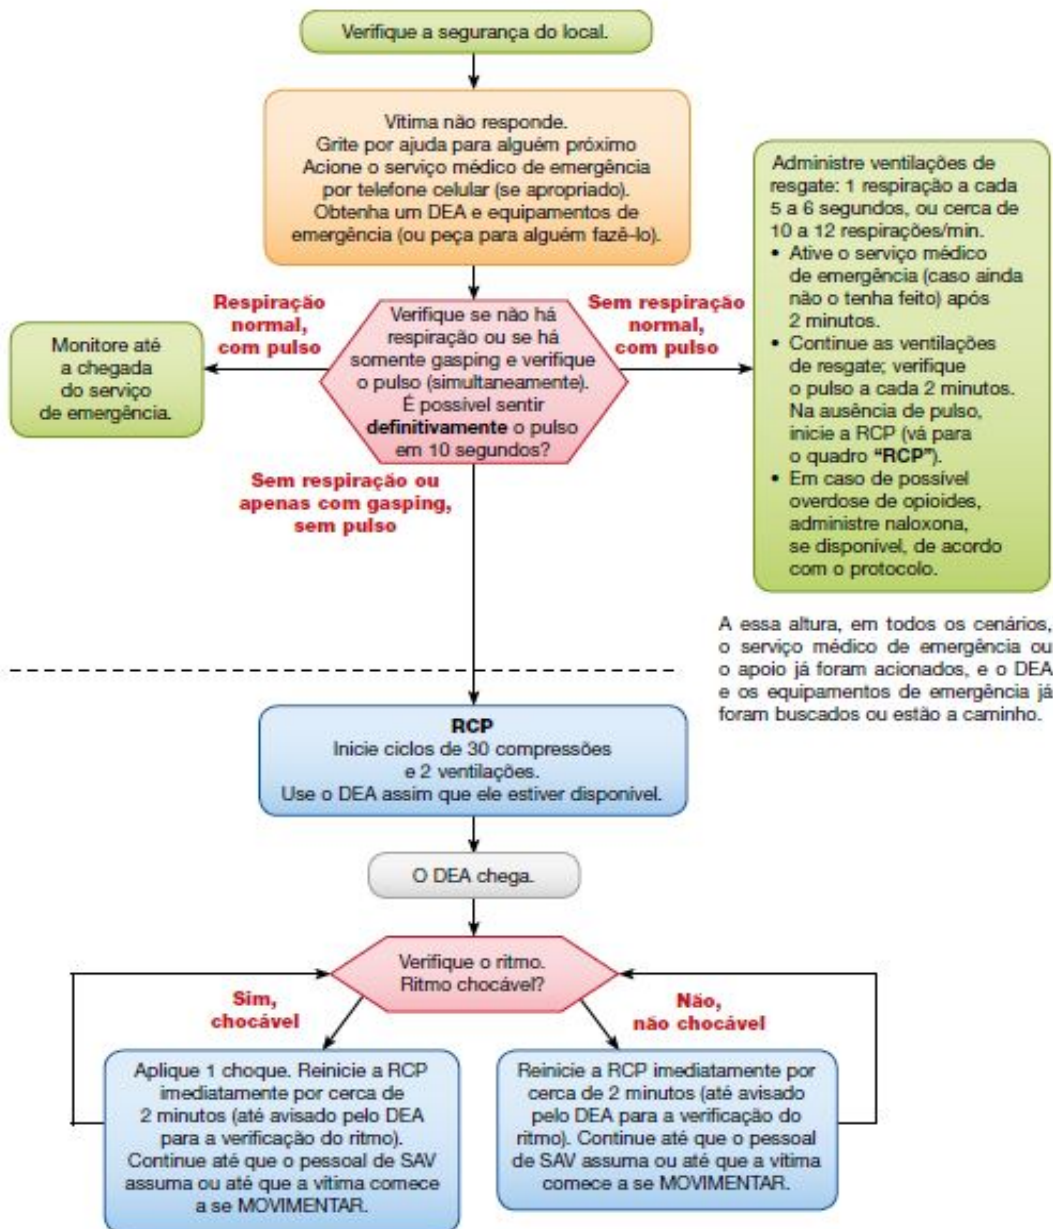 Verifique a segurança do local.
Vítima não responde.
Grite por ajuda para alguém próximo
Acione o serviço médico de emergência
por telefone celular (se apropriado).
Obtenha um DEA e equipamentos de
emergência (ou peça para alguém fazê-lo).
Respiração
normal,
com pulso
Monitore até
a chegada
do serviço
de emergência.
Verifique se não há
respiração ou se há
somente gasping e verifique
o pulso (simultaneamente).
É possível sentir
definitivamente o pulso
em 10 segundos?
Sem respiração
normal,
com pulso
Administre ventilações de
resgate: 1 respiração a cada
5 a 6 segundos, ou cerca de
10 a 12 respirações/min.
• Ative o serviço médico
de emergência (caso ainda
não o tenha feito) após
2 minutos.
• Continue as ventilações
de resgate; verifique
o pulso a cada 2 minutos.
Na ausência de pulso,
inicie a RCP (vá para
o quadro “RCP”).
• Em caso de possível
overdose de opioides,
administre naloxona,
se disponível, de acordo
com o protocolo.
Sem respiração ou
apenas com gasping,
sem pulso
A essa altura, em todos os cenários,
o serviço médico de emergência ou
o apoio já foram acionados, e o DEA
e os equipamentos de emergência já
foram buscados ou estão a caminho.
RCP
Inicie ciclos de 30 compressões
e 2 ventilações.
Use o DEA assim que ele estiver disponível.
O DEA chega.
Verifique o ritmo.
Ritmo chocável?
Sim,
chocável
Não,
não chocável
Aplique 1 choque. Reinicie a RCP
imediatamente por cerca de
2 minutos (até avisado pelo DEA
para a verificação do ritmo).
Continue até que o pessoal de SAV
assuma ou até que a vítima comece
a se MOVIMENTAR.
Reinicie a RCP imediatamente por
cerca de 2 minutos (até avisado
pelo DEA para a verificação do
ritmo). Continue até que o pessoal
de SAV assuma ou até que a vítima
comece a se MOVIMENTAR.